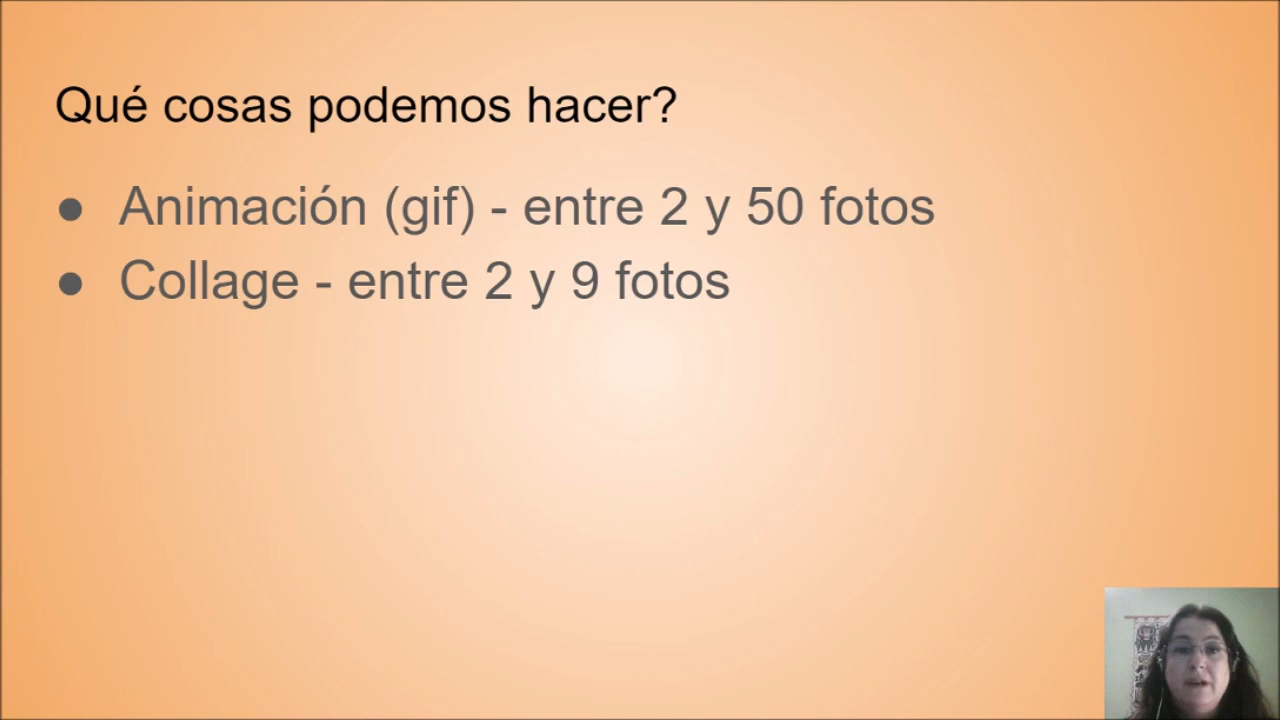 Qué cosas podemos hacer?
● Animación (gif) - entre 2 y 50 fotos
● Collage - entre 2 y 9 fotos